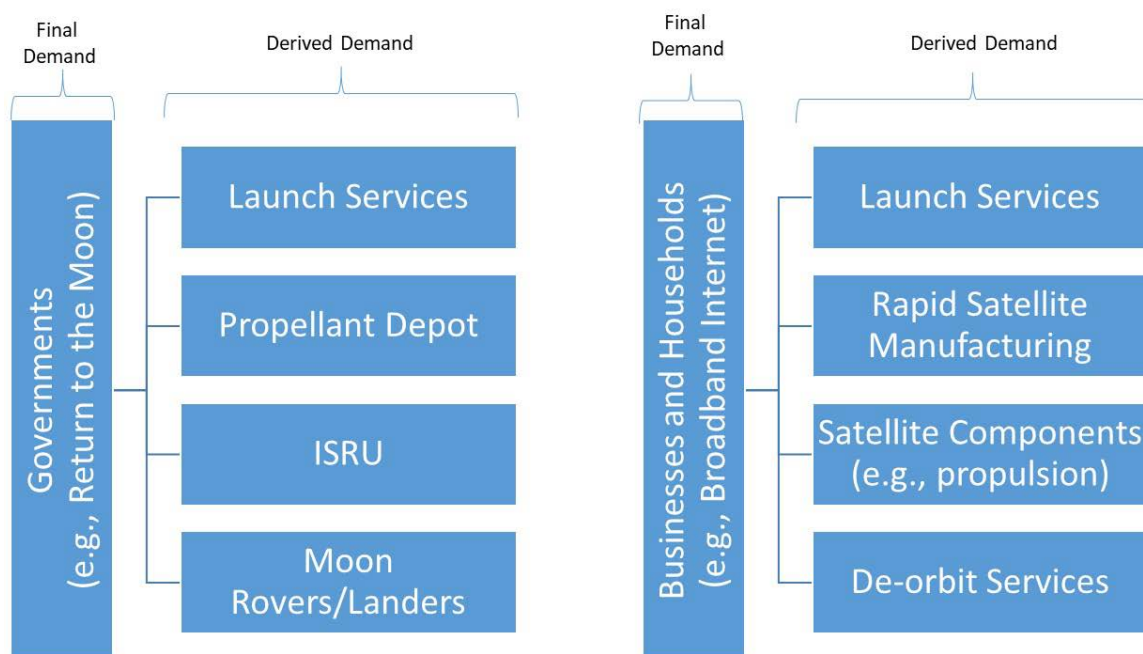 Final
Demand
Derived Demand
Governments
(e.g., Return to the Moon)
Launch Services
Propellant Depot
ISRU
Moon
Rovers/Landers
Final
Demand
Derived Demand
Businesses and Households
(e.g., Broadband Internet)
Launch Services
Rapid Satellite
Manufacturing
Satellite Components
(e.g., propulsion)
De-orbit Services